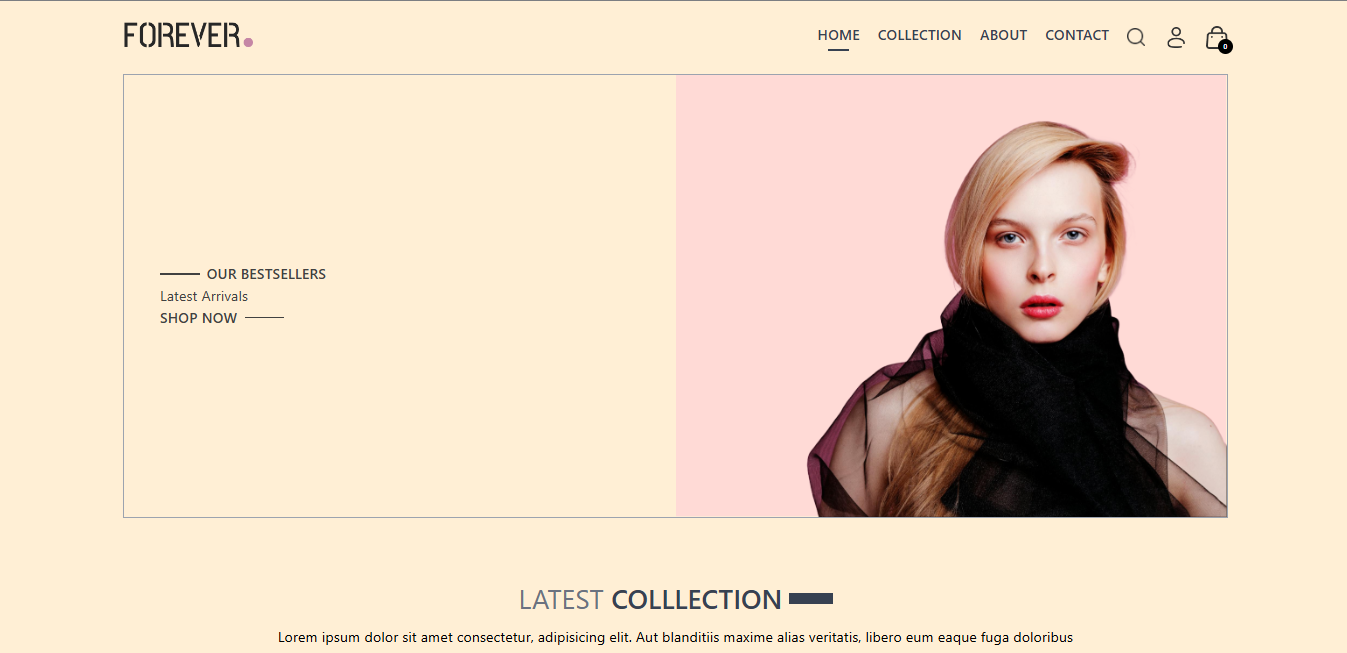 FOREVER.
HOME COLLECTION ABOUT CONTACT
0
OUR BESTSELLERS
Latest Arrivals
SHOP NOW
LATEST COLLLECTION
Lorem ipsum dolor sit amet consectetur, adipisicing elit. Aut blanditiis maxime alias veritatis, libero eum eaque fuga doloribus